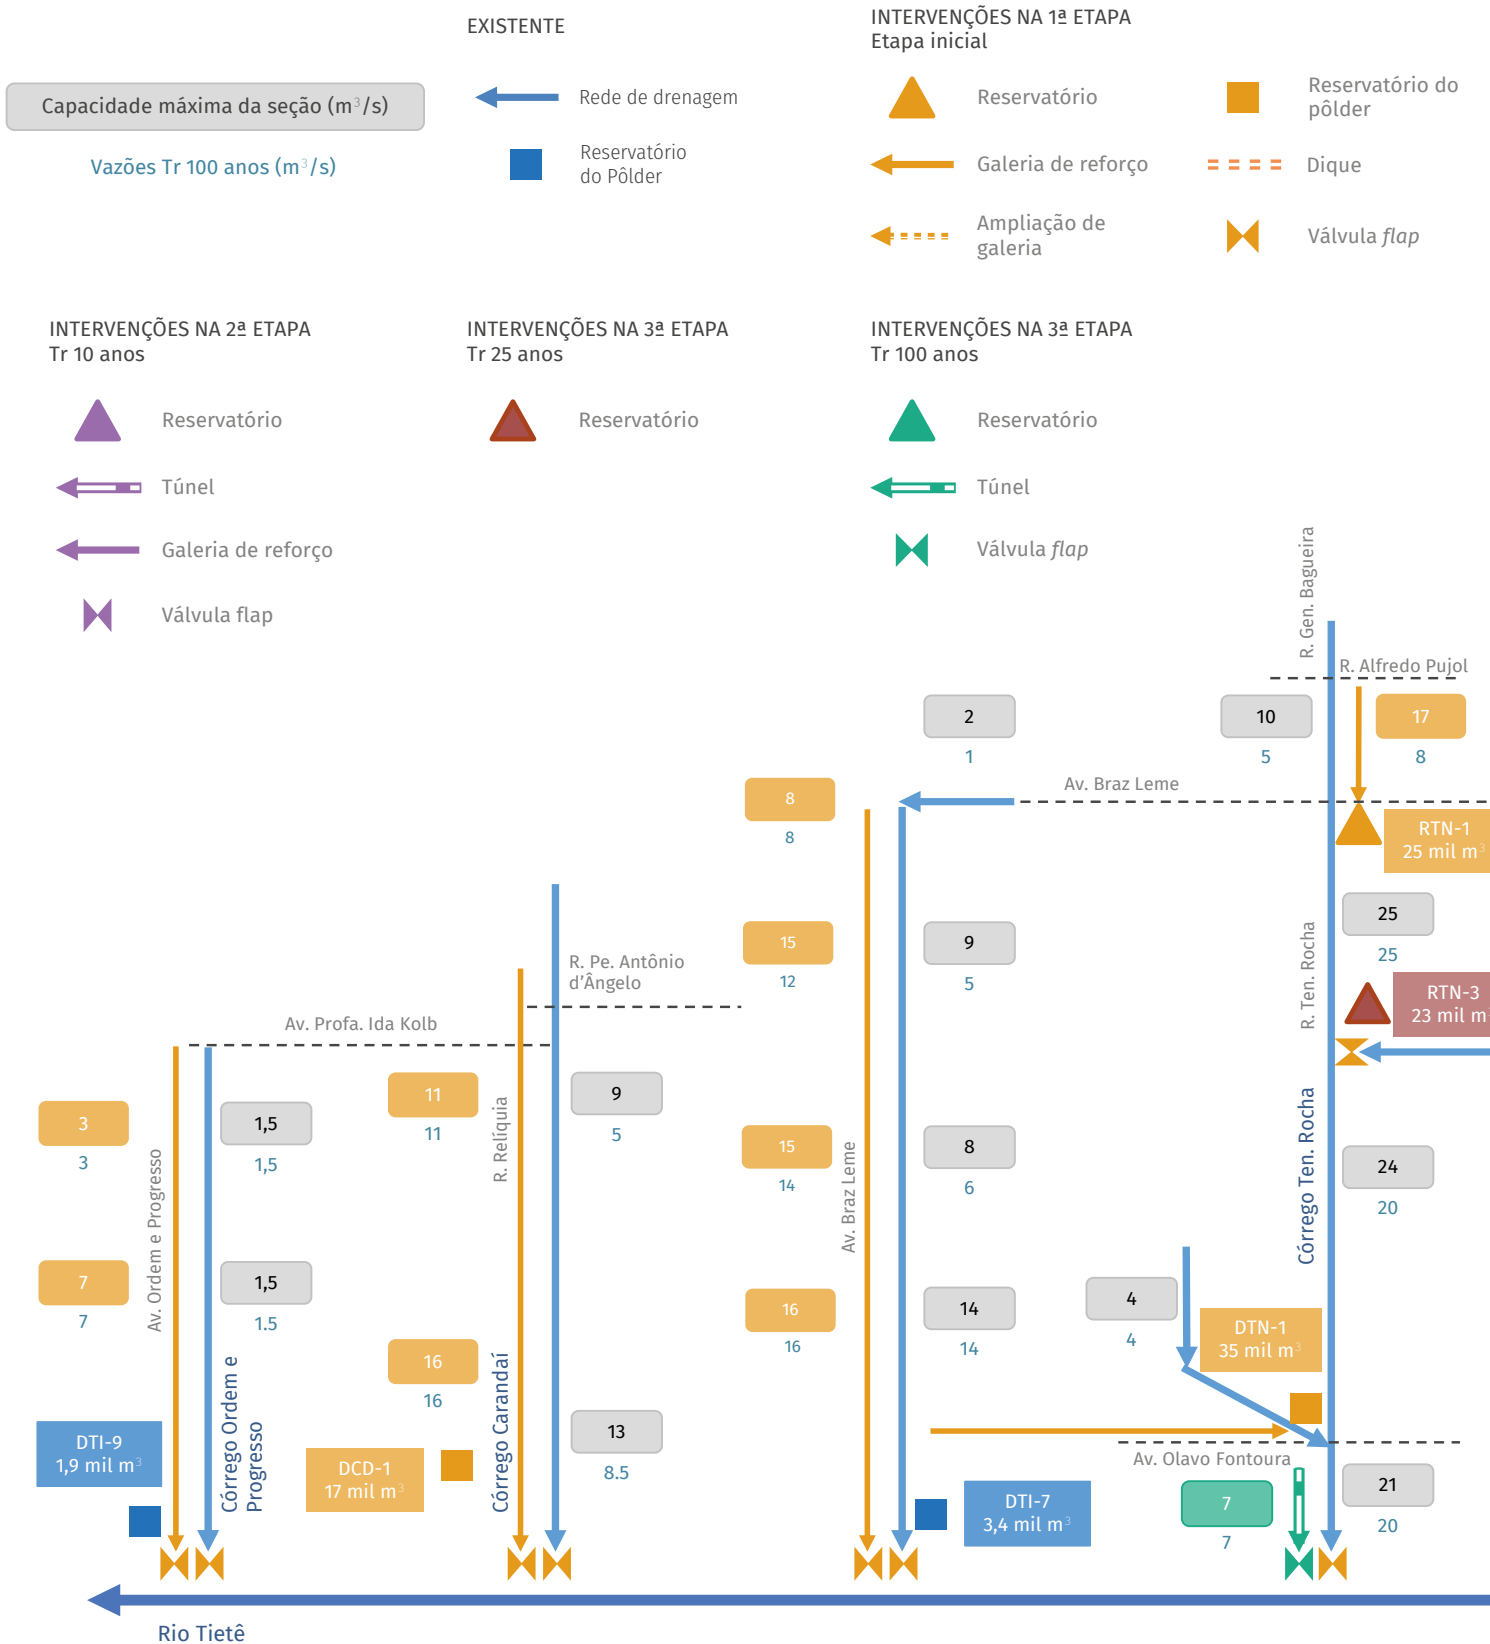 EXISTENTE
INTERVENÇÕES NA 1ª ETAPA
Etapa inicial
Capacidade máxima da seção (m³/s)
Vazões Tr 100 anos (m³/s)
Rede de drenagem
Reservatório
do Pôlder
Reservatório
Reservatório do
pôlder
Galeria de reforço
Dique
Ampliação de
galeria
Válvula flap
INTERVENÇÕES NA 2ª ETAPA
Tr 10 anos
Reservatório
Túnel
Galeria de reforço
Válvula flap
INTERVENÇÕES NA 3ª ETAPA
Tr 25 anos
Reservatório
INTERVENÇÕES NA 3ª ETAPA
Tr 100 anos
Reservatório
Túnel
Válvula flap
R. Gen. Bagueira
R. Alfredo Pujol
2
1
10
5
17
8
Av. Braz Leme
8
8
RTN-1
25 mil m³
15
12
9
5
25
25
R. Ten. Rocha
R. Pe. Antônio
d'Ângelo
RTN-3
23 mil m
Av. Profa. Ida Kolb
3
3
1,5
1,5
11
11
R. Relíquia
9
5
15
14
8
6
24
20
Av. Ordem e Progresso
Av. Braz Leme
Córrego Ten. Rocha
7
7
1,5
1.5
16
16
16
16
14
14
4
4
DTN-1
35 mil m³
Córrego Ordem e
Progresso
Córrego Carandaí
13
8.5
DTI-9
1,9 mil m³
DCD-1
17 mil m³
Av. Olavo Fontoura
DTI-7
3,4 mil m³
7
7
21
20
Rio Tietê